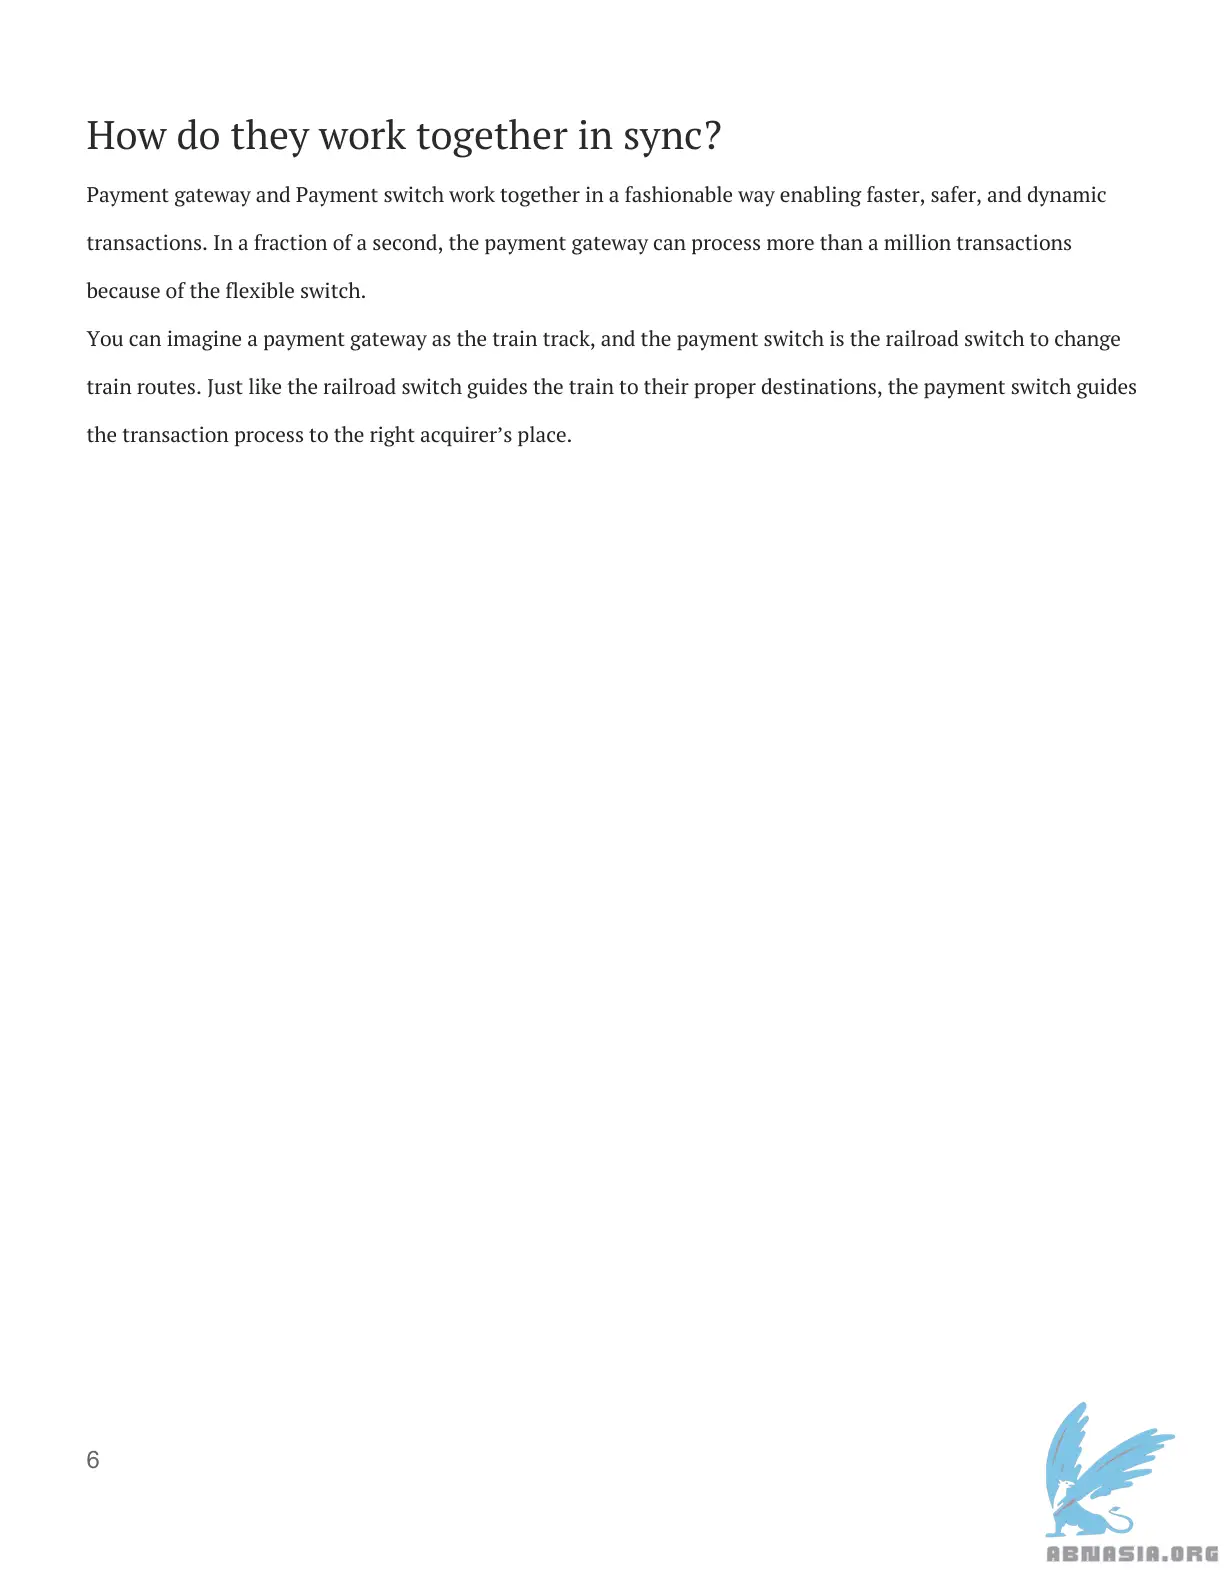 How do they work together in sync?
Payment gateway and Payment switch work together in a fashionable way enabling faster, safer, and dynamic
transactions. In a fraction of a second, the payment gateway can process more than a million transactions
because of the flexible switch.
You can imagine a payment gateway as the train track, and the payment switch is the railroad switch to change
train routes. Just like the railroad switch guides the train to their proper destinations, the payment switch guides
the transaction process to the right acquirer’s place.
6
ABNASIA.ORG